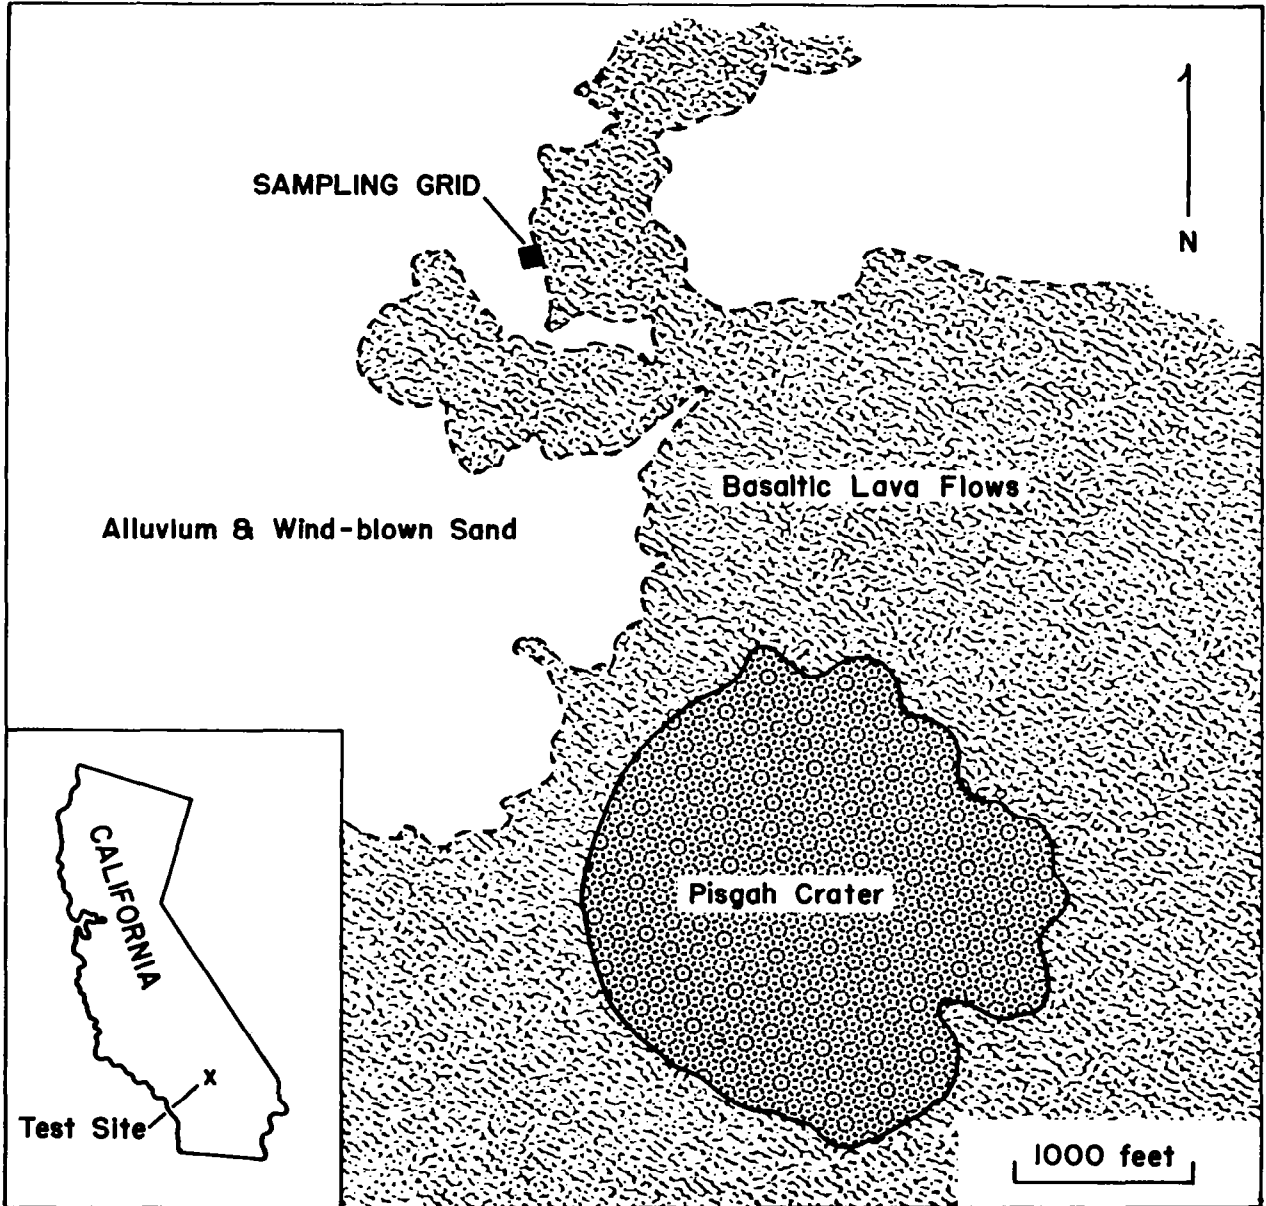 SAMPLING GRID
N
Basaltic Lava Flows
Alluvium & Wind-blown Sand
CALIFORNIA
Pisgah Crater
x
Test Site
1000 feet